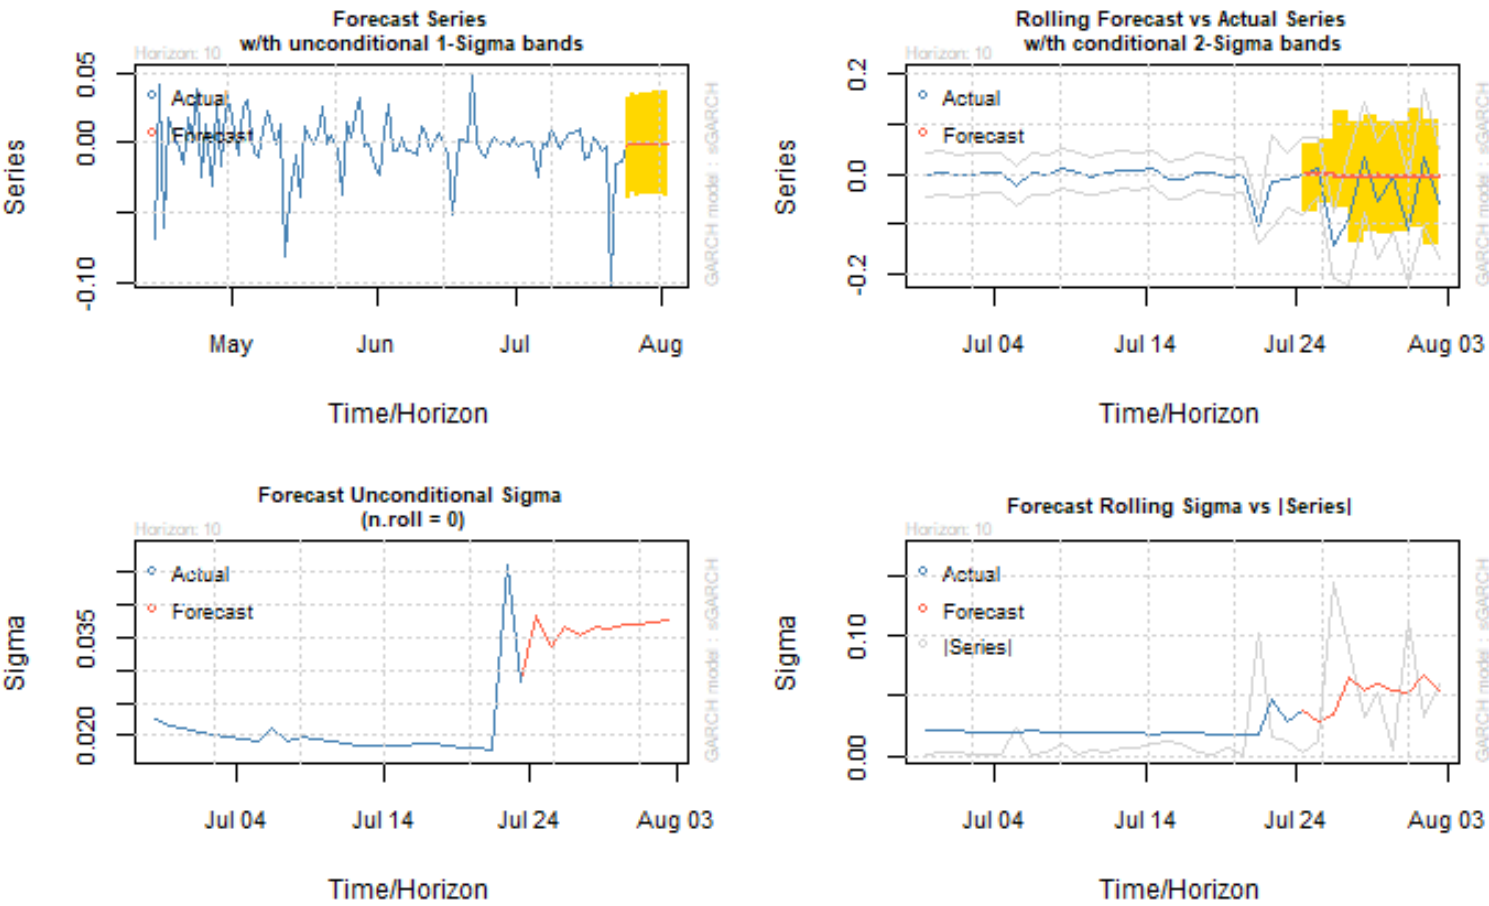 Forecast Series
w/th unconditional 1-Sigma bands
Horizon: 10
Actual
Forecast
0.05
0.00
-0.10
Series
May Jun Jul Aug
Time/Horizon
GARCH model : sGARCH
Rolling Forecast vs Actual Series
w/th conditional 2-Sigma bands
Horizon: 10
Actual
Forecast
0.2
0.0
-0.2
Series
Jul 04 Jul 14 Jul 24 Aug 03
Time/Horizon
GARCH model : sGARCH
Forecast Unconditional Sigma
(n.roll = 0)
Horizon: 10
Actual
Forecast
0.035
0.020
Sigma
Jul 04 Jul 14 Jul 24 Aug 03
Time/Horizon
GARCH model : sGARCH
Forecast Rolling Sigma vs |Series|
Horizon: 10
Actual
Forecast
|Series|
0.10
0.00
Sigma
Jul 04 Jul 14 Jul 24 Aug 03
Time/Horizon
GARCH model : sGARCH